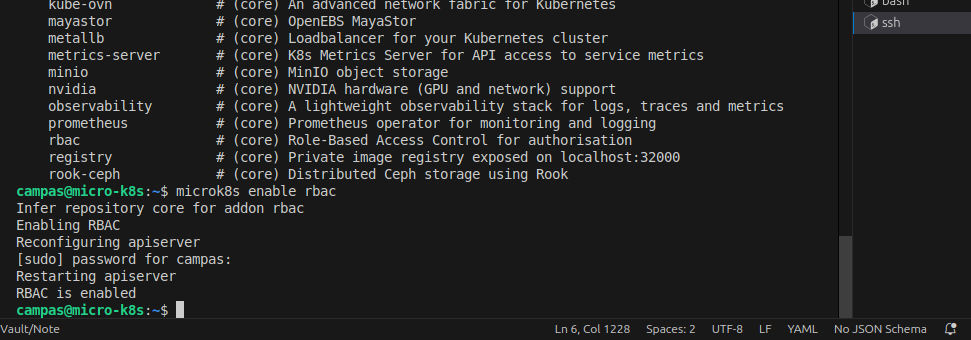 kube-ovn # (core) An advanced network fabric for Kubernetes
mayastor # (core) OpenEBS MayaStor
metallb # (core) Loadbalancer for your Kubernetes cluster
metrics-server # (core) K8s Metrics Server for API access to service metrics
minio # (core) MinIO object storage
nvidia # (core) NVIDIA hardware (GPU and network) support
observability # (core) A lightweight observability stack for logs, traces and metrics
prometheus # (core) Prometheus operator for monitoring and logging
rbac # (core) Role-Based Access Control for authorisation
registry # (core) Private image registry exposed on localhost:32000
rook-ceph # (core) Distributed Ceph storage using Rook
campas@micro-k8s:~$ microk8s enable rbac
Infer repository core for addon rbac
Enabling RBAC
Reconfiguring apiserver
[sudo] password for campas:
Restarting apiserver
RBAC is enabled
campas@micro-k8s:~$
bash
ssh
Vault/Note
Ln 6, Col 1228 Spaces: 2 UTF-8 LF YAML No JSON Schema